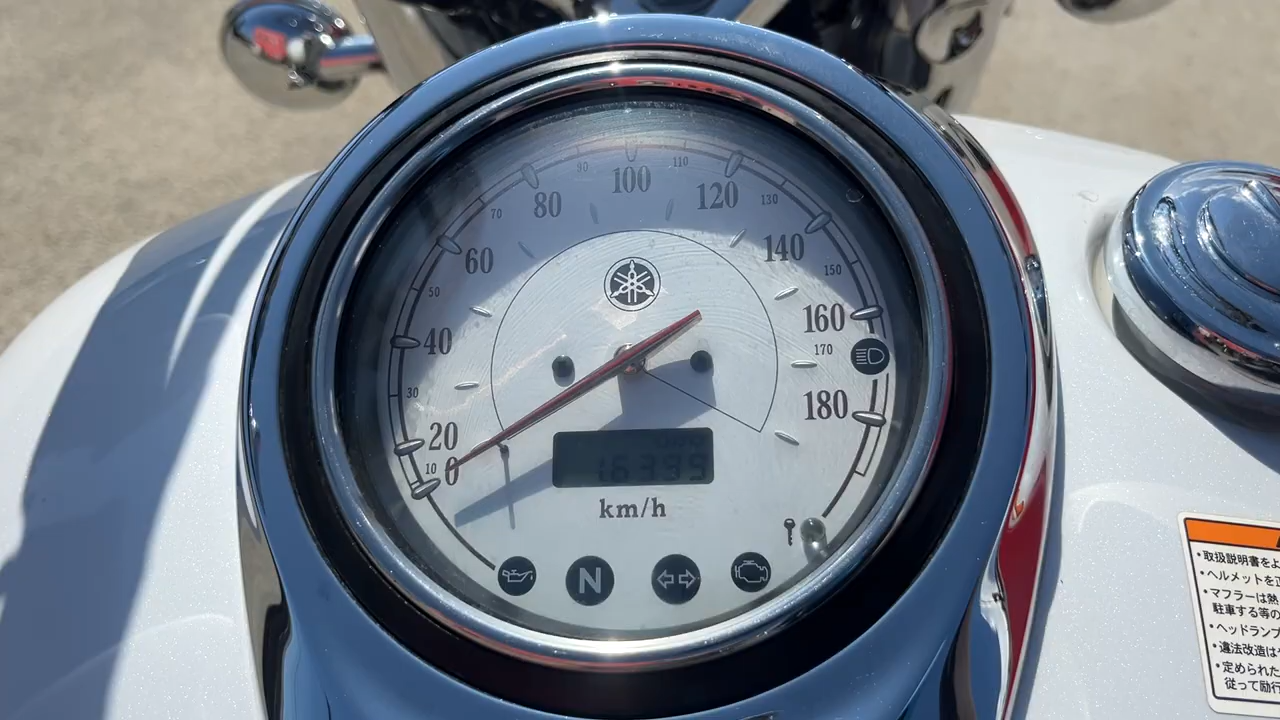 90 100 110
80 120
70 130
60 140
50 150
40 160
170
30 180
20
10 0
16395
km/h
N
・取扱説明書をよ
・ヘルメットを正
・マフラーは熱
駐車する等の
・ヘッドランプ
・違法改造は
・定められた
従って励行